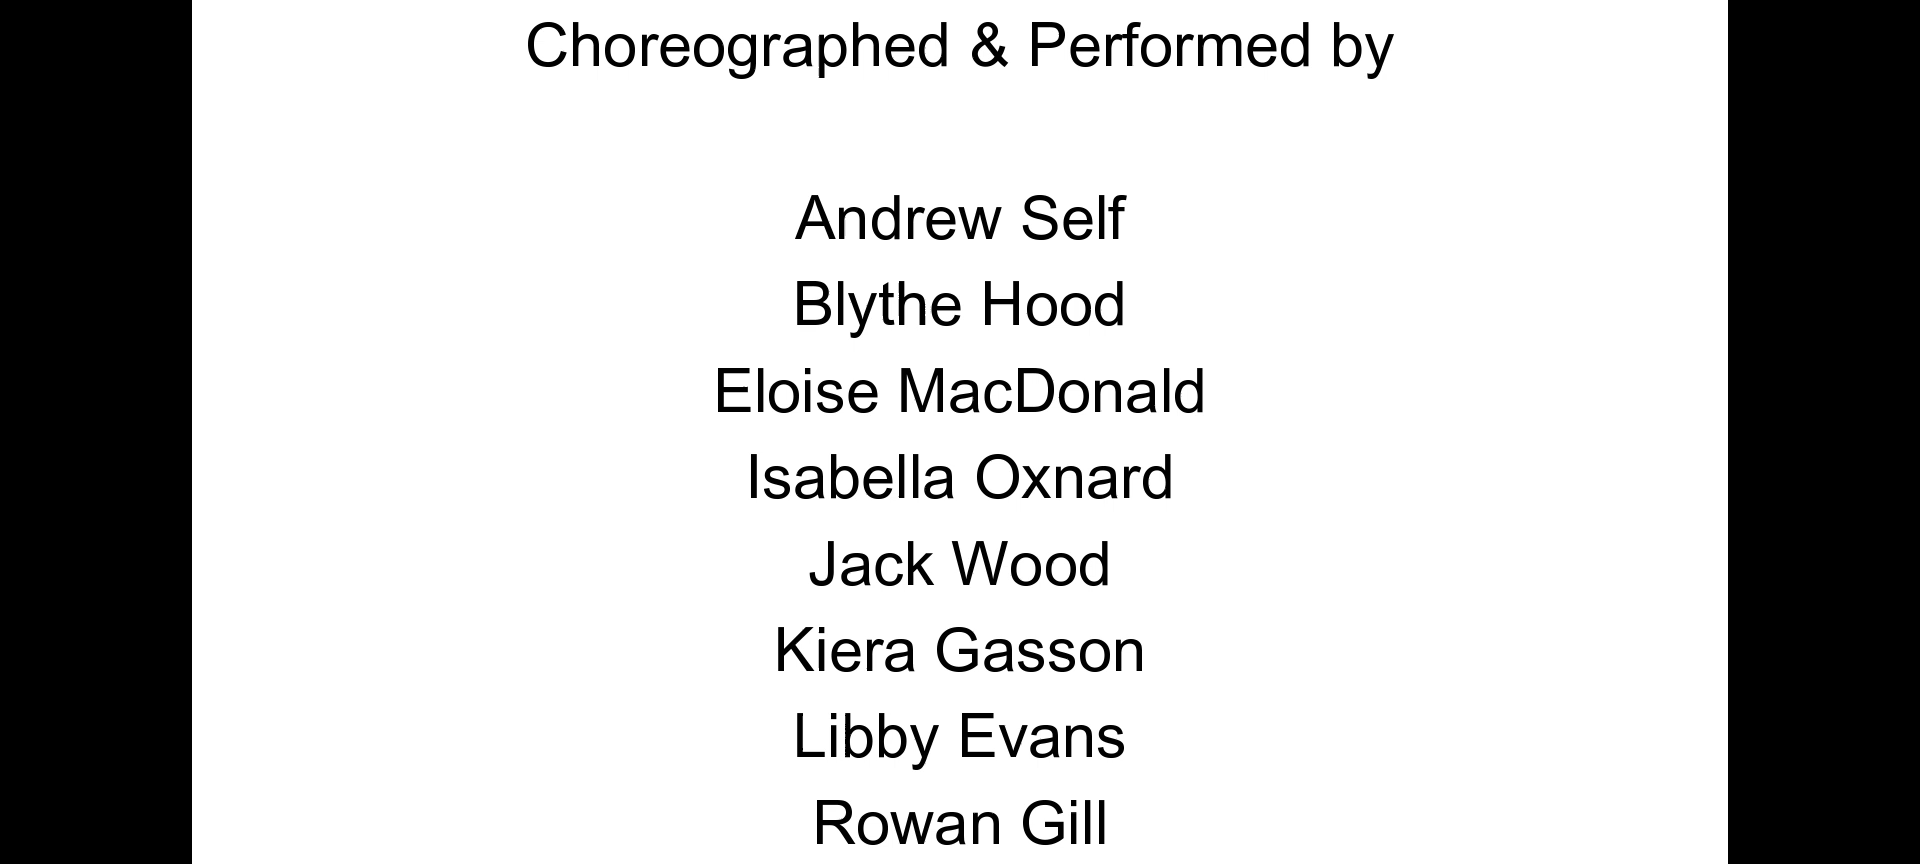 Choreographed & Performed by
Andrew Self
Blythe Hood
Eloise MacDonald
Isabella Oxnard
Jack Wood
Kiera Gasson
Libby Evans
Rowan Gill